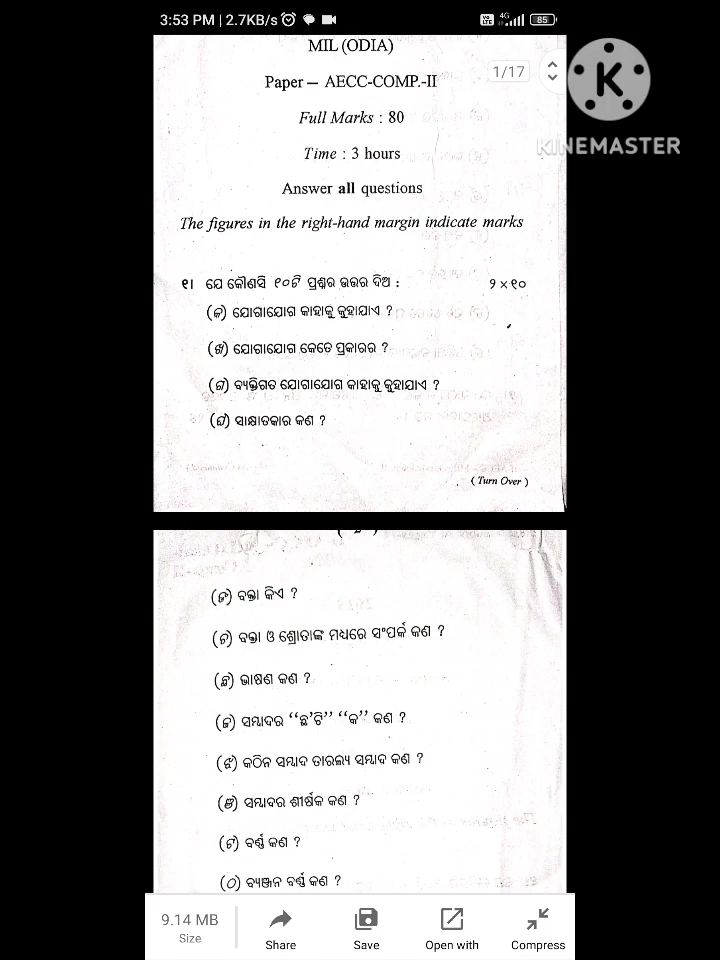 3:53 PM | 2.7KB/s
4G
85
MIL (ODIA)
1/17
K
KINEMASTER
Paper – AECC-COMP.-II
Full Marks : 80
Time : 3 hours
Answer all questions
The figures in the right-hand margin indicate marks
୧। ଯେ କୌଣସି ୧୦ଟି ପ୍ରଶ୍ନର ଉତ୍ତର ଦିଅ : ୨ × ୧୦
(କ) ଯୋଗାଯୋଗ କାହାକୁ କୁହାଯାଏ ?
(ଖ) ଯୋଗାଯୋଗ କେତେ ପ୍ରକାରର ?
(ଗ) ବ୍ୟକ୍ତିଗତ ଯୋଗାଯୋଗ କାହାକୁ କୁହାଯାଏ ?
(ଘ) ସାକ୍ଷାତକାର କଣ ?
( Turn Over )
(ଙ) ବକ୍ତା କିଏ ?
(ଚ) ବକ୍ତା ଓ ଶ୍ରୋତାଙ୍କ ମଧ୍ୟରେ ସଂପର୍କ କଣ ?
(ଛ) ଭାଷଣ କଣ ?
(ଜ) ସମ୍ବାଦର “ଛ’ଟି” “କ” କଣ ?
(ଝ) କଠିନ ସମ୍ବାଦ ତାରଲ୍ୟ ସମ୍ବାଦ କଣ ?
(ଞ) ସମ୍ବାଦର ଶୀର୍ଷକ କଣ ?
(ଟ) ବର୍ଣ୍ଣ କଣ ?
(ଠ) ବ୍ୟଞ୍ଜନ ବର୍ଣ୍ଣ କଣ ?
9.14 MB
Size
Share
Save
Open with
Compress